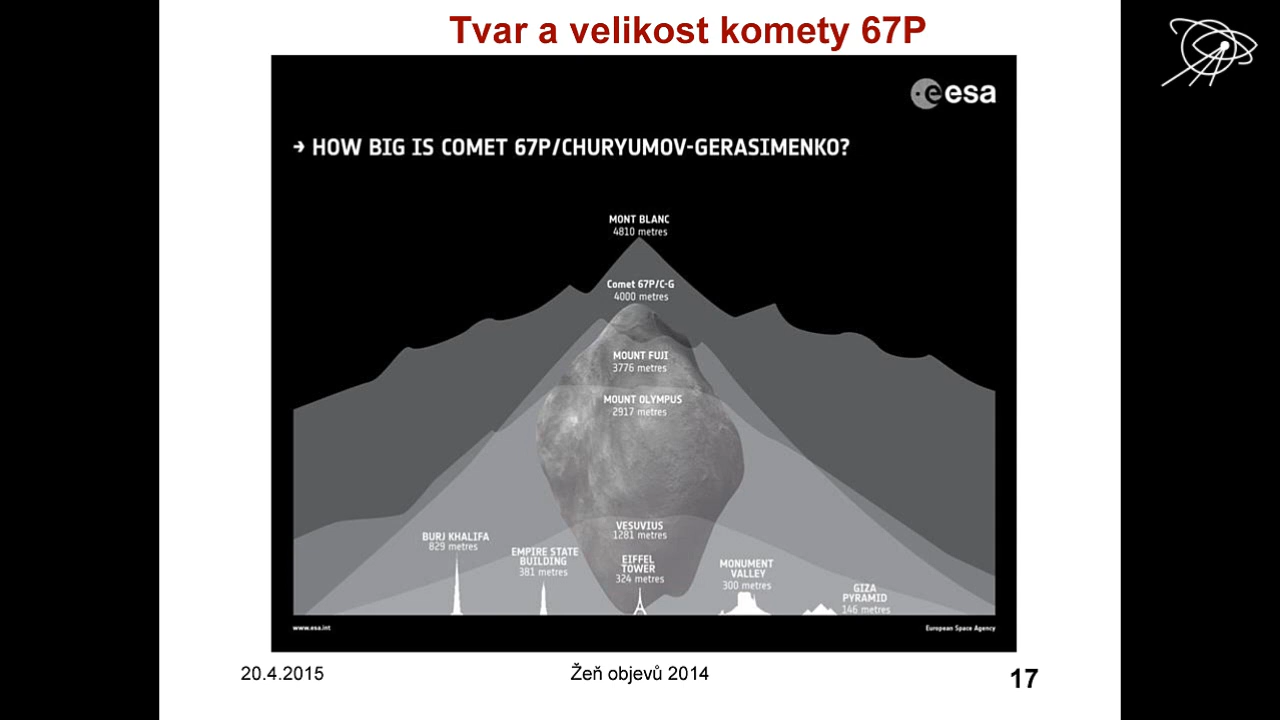 Tvar a velikost komety 67P
esa
→ HOW BIG IS COMET 67P/CHURYUMOV-GERASIMENKO?
MONT BLANC
4810 metres
Comet 67P/C-G
4000 metres
MOUNT FUJI
3776 metres
MOUNT OLYMPUS
2917 metres
VESUVIUS
1281 metres
BURJ KHALIFA
829 metres
EMPIRE STATE
BUILDING
381 metres
EIFFEL
TOWER
324 metres
MONUMENT
VALLEY
300 metres
GIZA
PYRAMID
146 metres
www.esa.int
European Space Agency
20.4.2015
Žeň objevů 2014
17